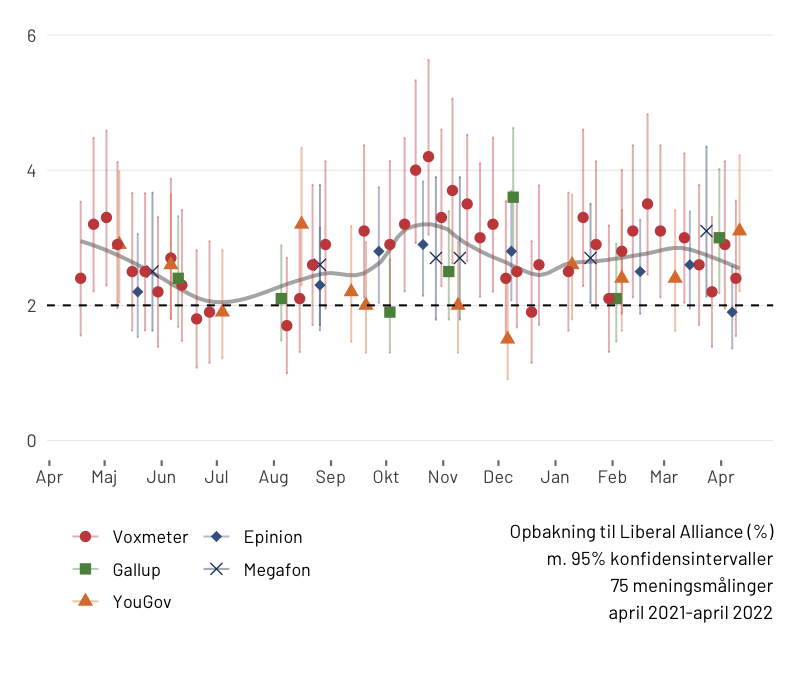 6
4
2
0
Apr Maj Jun Jul Aug Sep Okt Nov Dec Jan Feb Mar Apr
Voxmeter Epinion
Gallup Megafon
YouGov
Opbakning til Liberal Alliance (%)
m. 95% konfidensintervaller
75 meningsmålinger
april 2021-april 2022